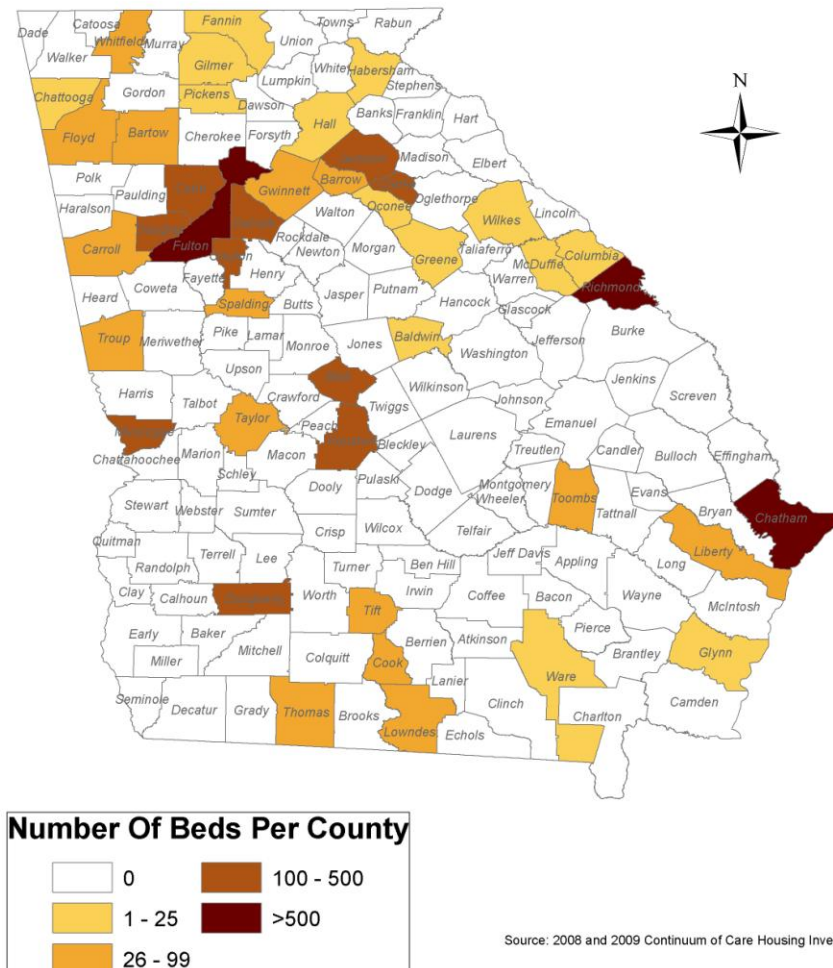 Fannin
Towns
Rabun
Catoosa
Dade
Whitfield
Murray
Union
Walker
Gilmer
White
Habersham
Lumpkin
Stephens
Chattooga
Gordon
Pickens
Dawson
Banks
Franklin
Hart
Hall
Floyd
Bartow
Cherokee
Forsyth
Madison
Elbert
Polk
Gwinnett
Barrow
Oglethorpe
Paulding
Oconee
Haralson
Walton
Wilkes
Lincoln
Carroll
Fulton
Rockdale
Newton
Morgan
Greene
Taliaferro
Columbia
McDuffie
Fayette
Henry
Warren
Richmond
Coweta
Heard
Spalding
Butts
Jasper
Putnam
Hancock
Glascock
Troup
Meriwether
Pike
Lamar
Monroe
Jones
Baldwin
Jefferson
Burke
Washington
Upson
Harris
Talbot
Crawford
Wilkinson
Jenkins
Screven
Twiggs
Johnson
Taylor
Peach
Emanuel
Laurens
Bleckley
Chattahoochee
Marion
Macon
Treutlen
Candler
Bulloch
Effingham
Schley
Pulaski
Dooly
Montgomery
Stewart
Webster
Sumter
Dodge
Wheeler
Toombs
Evans
Bryan
Chatham
Tattnall
Crisp
Wilcox
Telfair
Quitman
Liberty
Terrell
Lee
Ben Hill
Jeff Davis
Appling
Long
Randolph
Turner
Clay
Calhoun
Worth
Irwin
Coffee
Bacon
Wayne
McIntosh
Tift
Early
Baker
Berrien
Atkinson
Pierce
Mitchell
Cook
Miller
Colquitt
Brantley
Glynn
Ware
Lanier
Seminole
Decatur
Grady
Thomas
Brooks
Clinch
Camden
Charlton
Lowndes
Echols
N
Number Of Beds Per County
0
100 - 500
1 - 25
>500
26 - 99
Source: 2008 and 2009 Continuum of Care Housing Inve